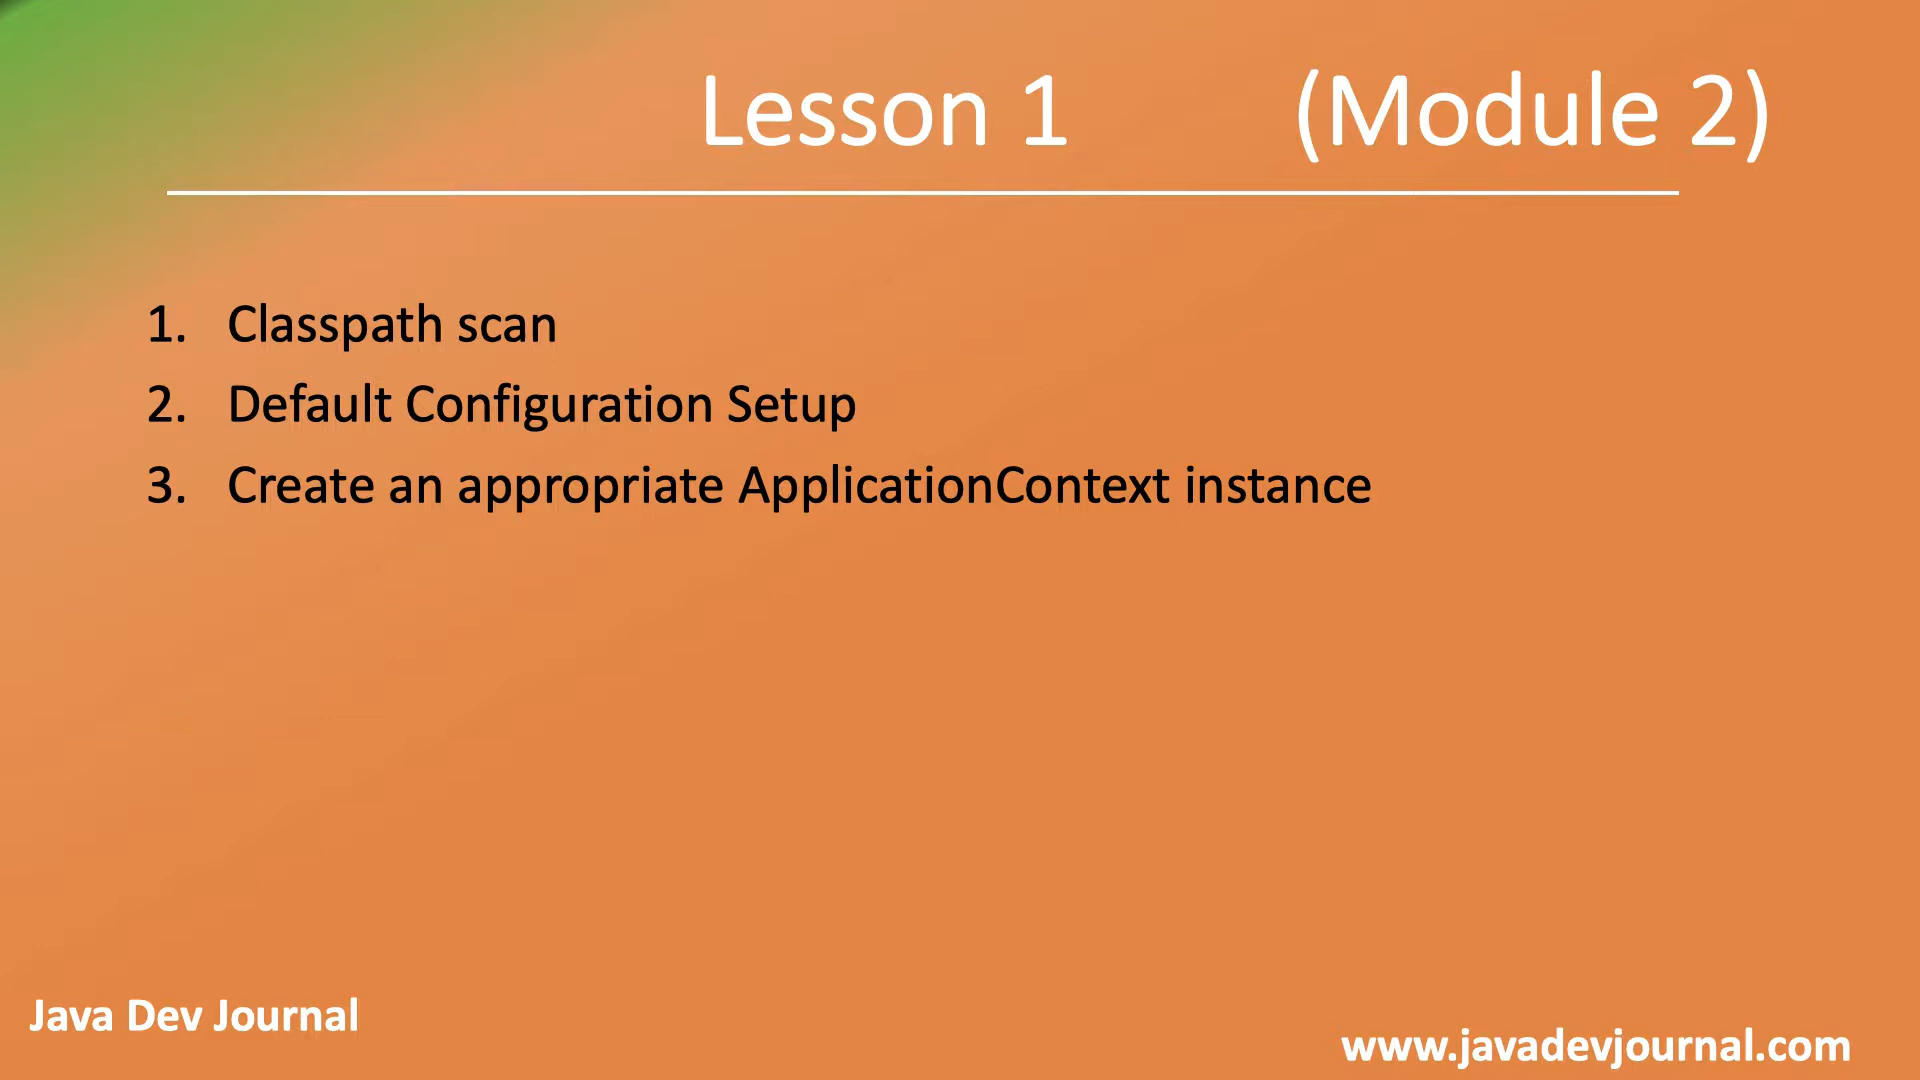 Lesson 1 (Module 2)
1. Classpath scan
2. Default Configuration Setup
3. Create an appropriate ApplicationContext instance
Java Dev Journal
www.javadevjournal.com